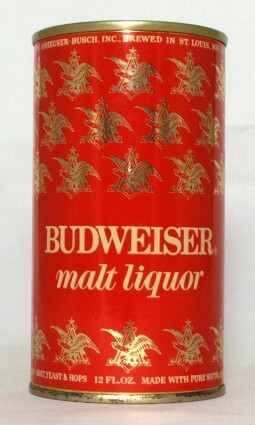 ANHEUSER-BUSCH, INC., BREWED IN ST. LOUIS,
BUDWEISER®
malt liquor
MALT, YEAST & HOPS 12 FL.OZ. MADE WITH PURE WATER,